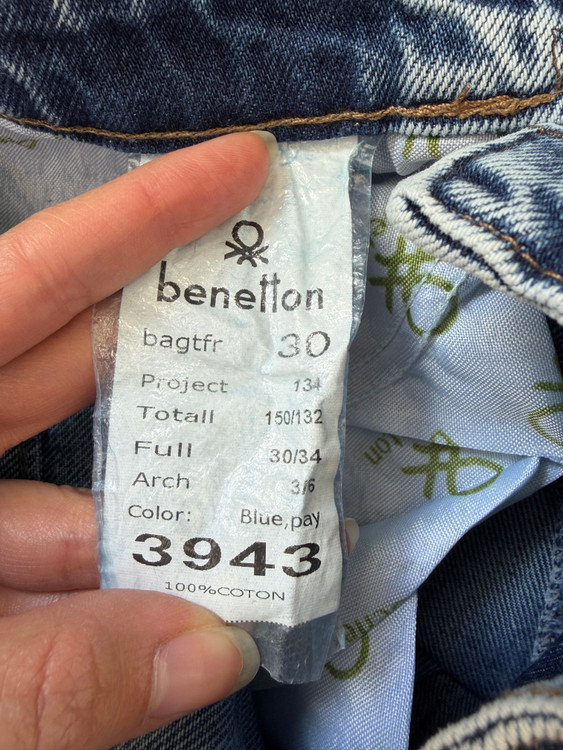 benetton
bagtfr 30
Project 134
Totall 150/132
Full 30/34
Arch 3/6
Color: Blue,pay
3943
100%COTON
ton